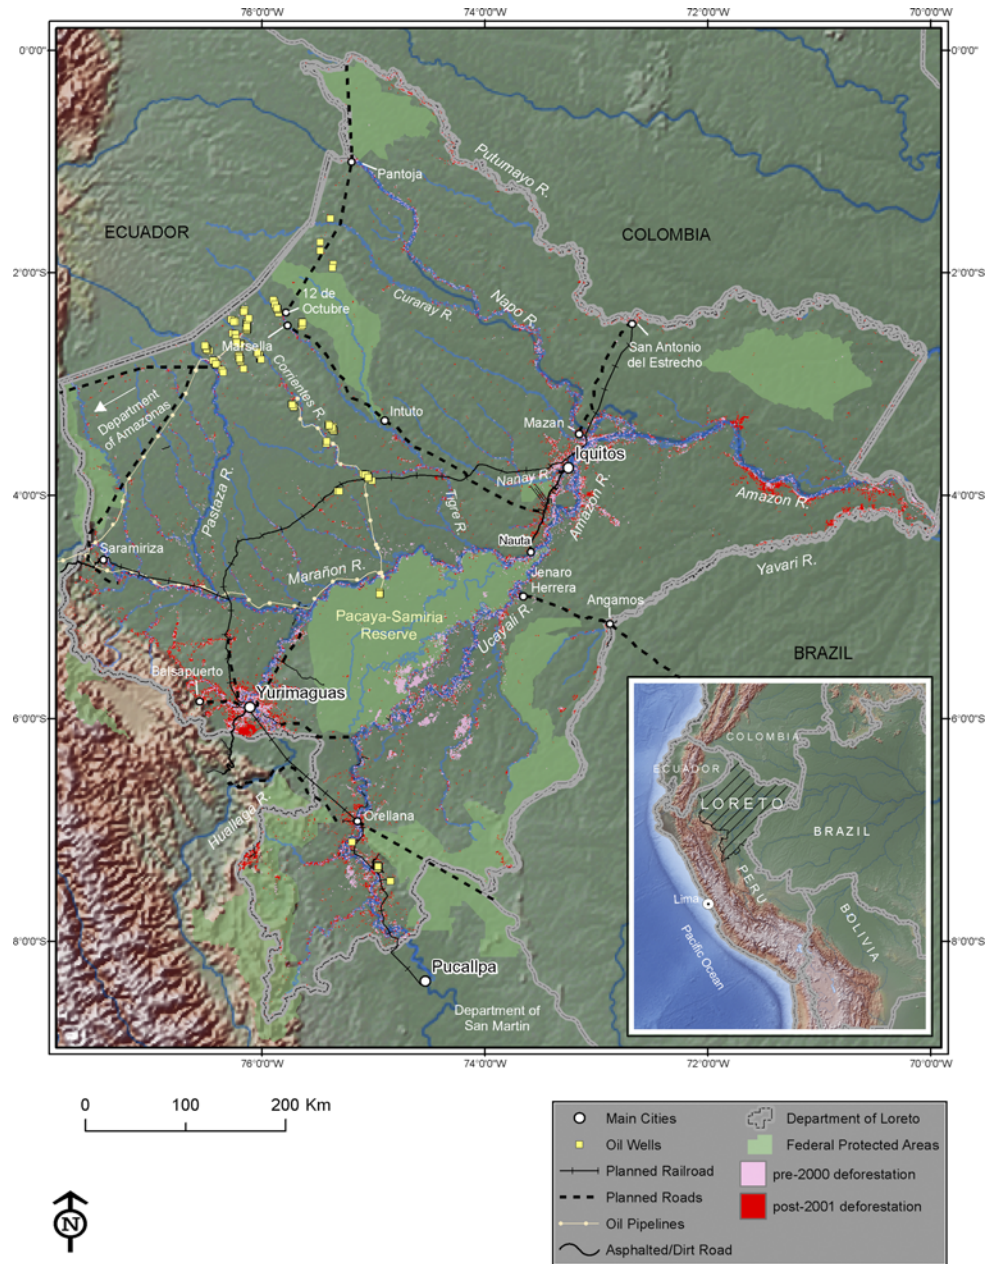 76°0'0"W
74°0'0"W
72°0'0"W
70°0'0"W
0°0'0"
0°0'0"
Putumayo R.
Pantoja
ECUADOR
COLOMBIA
2°0'0"S
2°0'0"S
12 de
Octubre
Curaray R.
Napo R.
Marsella
San Antonio
del Estrecho
Corrientes R.
Department
of Amazonas
Intuto
Mazan
Iquitos
Nanay R.
Pastaza R.
Tigre R.
Amazon R.
Amazon R.
4°0'0"S
4°0'0"S
Saramiriza
Nauta
Marañon R.
Yavari R.
Jenaro
Herrera
Angamos
Pacaya-Samiria
Reserve
Ucayali R.
BRAZIL
Balsapuerto
Yurimaguas
6°0'0"S
6°0'0"S
Huallaga R.
Orellana
8°0'0"S
8°0'0"S
Pucallpa
Department of
San Martin
COLOMBIA
ECUADOR
LORETO
BRAZIL
PERU
Lima
BOLIVIA
Pacific Ocean
76°0'0"W
74°0'0"W
72°0'0"W
70°0'0"W
0 100 200 Km
N
Main Cities
Oil Wells
Planned Railroad
Planned Roads
Oil Pipelines
Asphalted/Dirt Road
Department of Loreto
Federal Protected Areas
pre-2000 deforestation
post-2001 deforestation